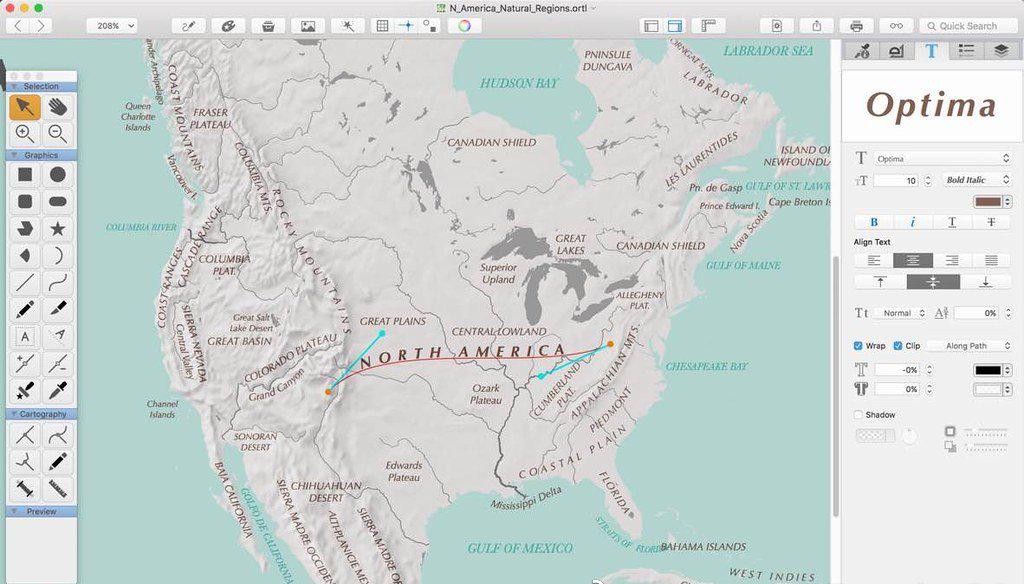 N_America_Natural_Regions.ortl
208%
Quick Search
Selection
Graphics
A
A
Cartography
Preview
LABRADOR SEA
PNINSULE
DUNGAVA
LABRADOR
HUDSON BAY
COAST MOUNTAINS
Queen
Charlotte
Islands
FRASER
PLATEAU
CANADIAN SHIELD
LES LAURENTIDES
ISLAND OF
NEWFOUNDL
Vancouver I.
COLUMBIA MTS.
Pn. de Gasp
GULF OF ST. LAWR
Prince Edward I.
Cape Breton Is
Nova Scotia
ROCKY MOUNTAINS
COLUMBIA RIVER
CASCADE RANGE
COAST RANGES
COLUMBIA
PLAT.
GREAT
LAKES
CANADIAN SHIELD
GULF OF MAINE
Superior
Upland
ALLEGHENY
PLAT.
SIERRA NEVADA
Central Valley
Great Salt
Lake Desert
GREAT BASIN
GREAT PLAINS
CENTRAL LOWLAND
COLORADO PLATEAU
Grand Canyon
NORTH AMERICA
CHESAPEAKE BAY
Ozark
Plateau
CUMBERLAND
PLAT.
APPALACHIAN MTS.
PIEDMONT
Channel
Islands
SONORAN
DESERT
COASTAL PLAIN
Edwards
Plateau
CHIHUAHUAN
DESERT
Mississippi Delta
FLORIDA
BAJA CALIFORNIA
GOLFO DE CALIFORNIA
SIERRA MADRE OCCIDE
ALTIPLANICIE
SIERRA MADRE OR
GULF OF MEXICO
STRAITS OF FLORI
BAHAMA ISLANDS
WEST INDIES
T
Optima
T Optima
TT 10 Bold Italic
B i T T
Align Text
Tt Normal 0%
Wrap Clip Along Path
T -0%
T 0%
Shadow